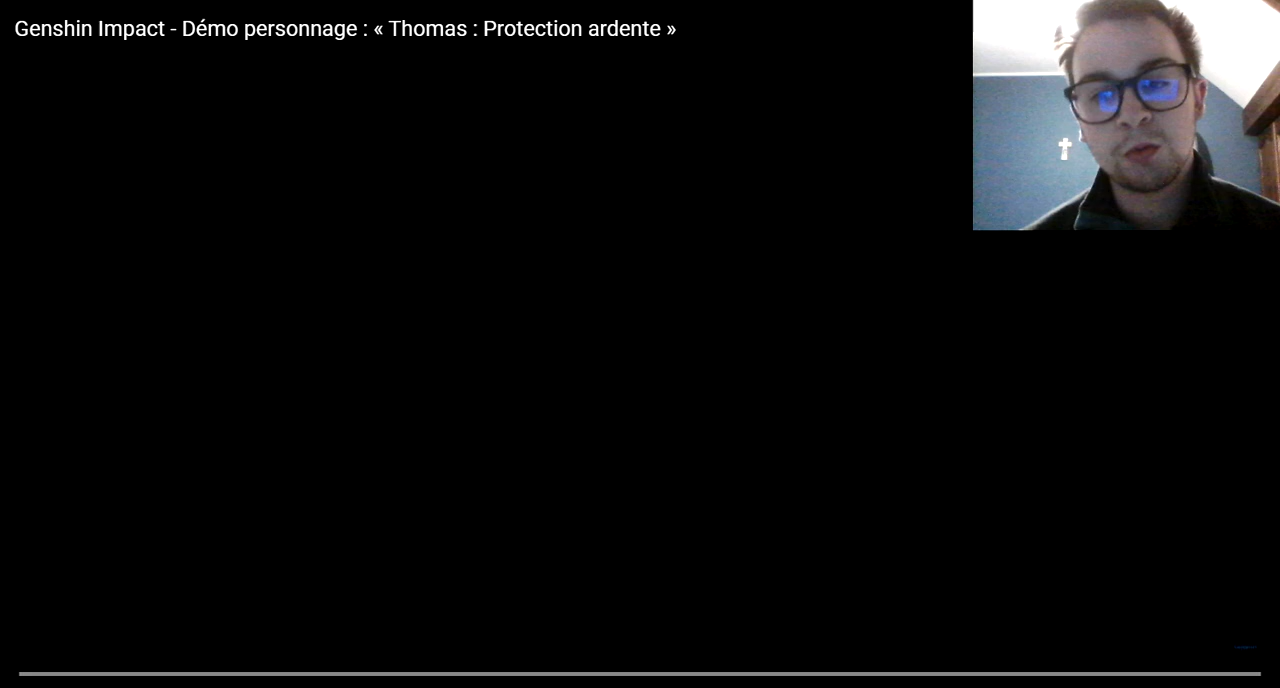 Genshin Impact - Démo personnage : « Thomas : Protection ardente »